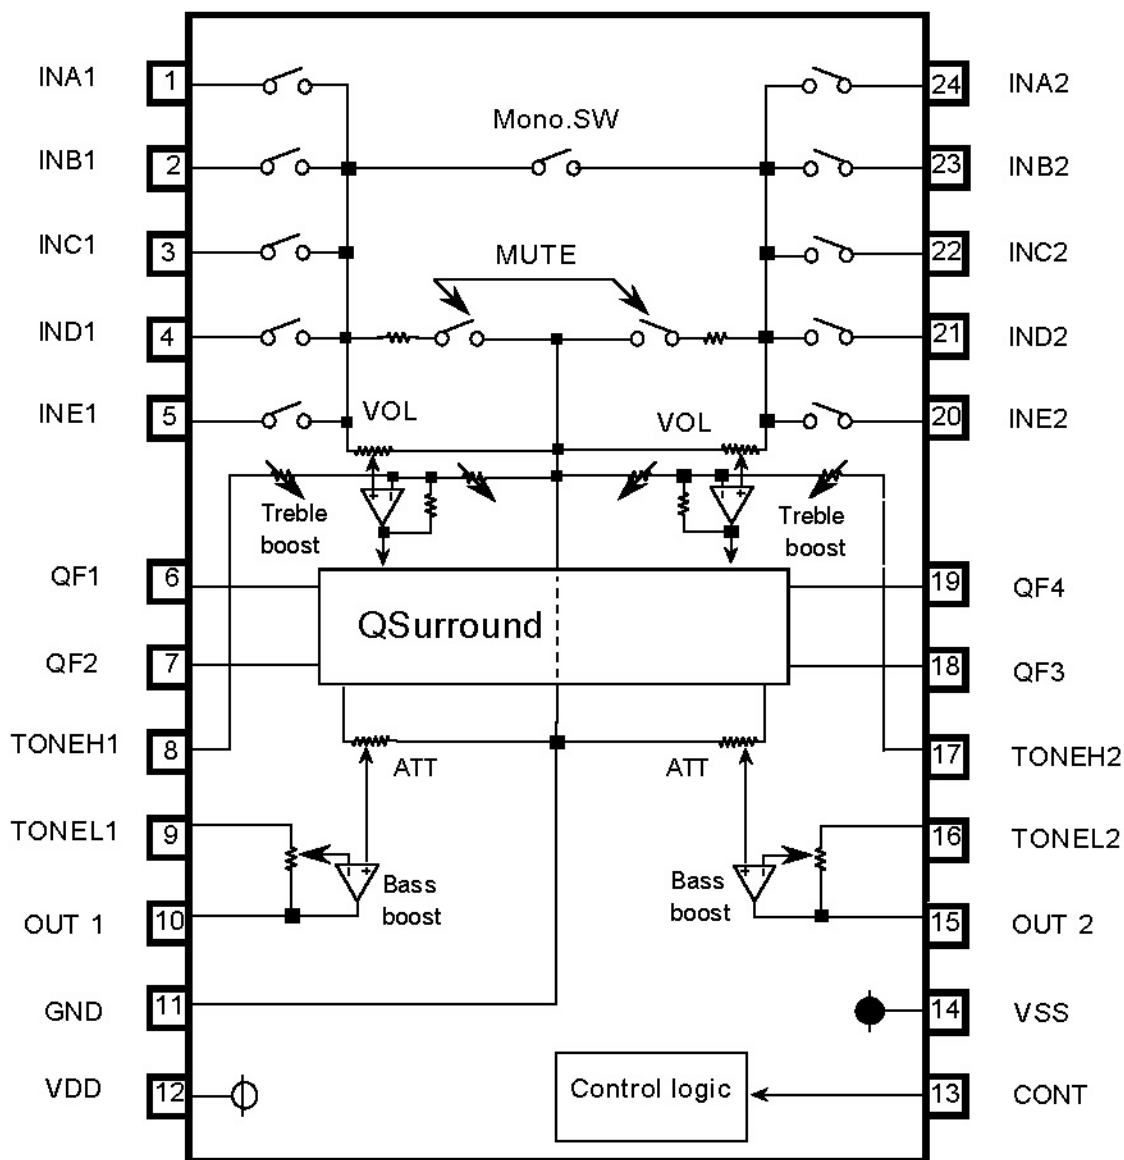 INA1
1
24
INA2
Mono.SW
INB1
2
23
INB2
INC1
3
22
INC2
MUTE
IND1
4
21
IND2
INE1
5
VOL
VOL
20
INE2
+
-
-
+
Treble
boost
Treble
boost
QF1
6
19
QF4
QSurround
QF2
7
18
QF3
TONEH1
8
17
TONEH2
ATT
ATT
TONEL1
9
16
TONEL2
-
+
+
-
Bass
boost
Bass
boost
OUT 1
10
15
OUT 2
GND
11
14
VSS
VDD
12
Control logic
13
CONT